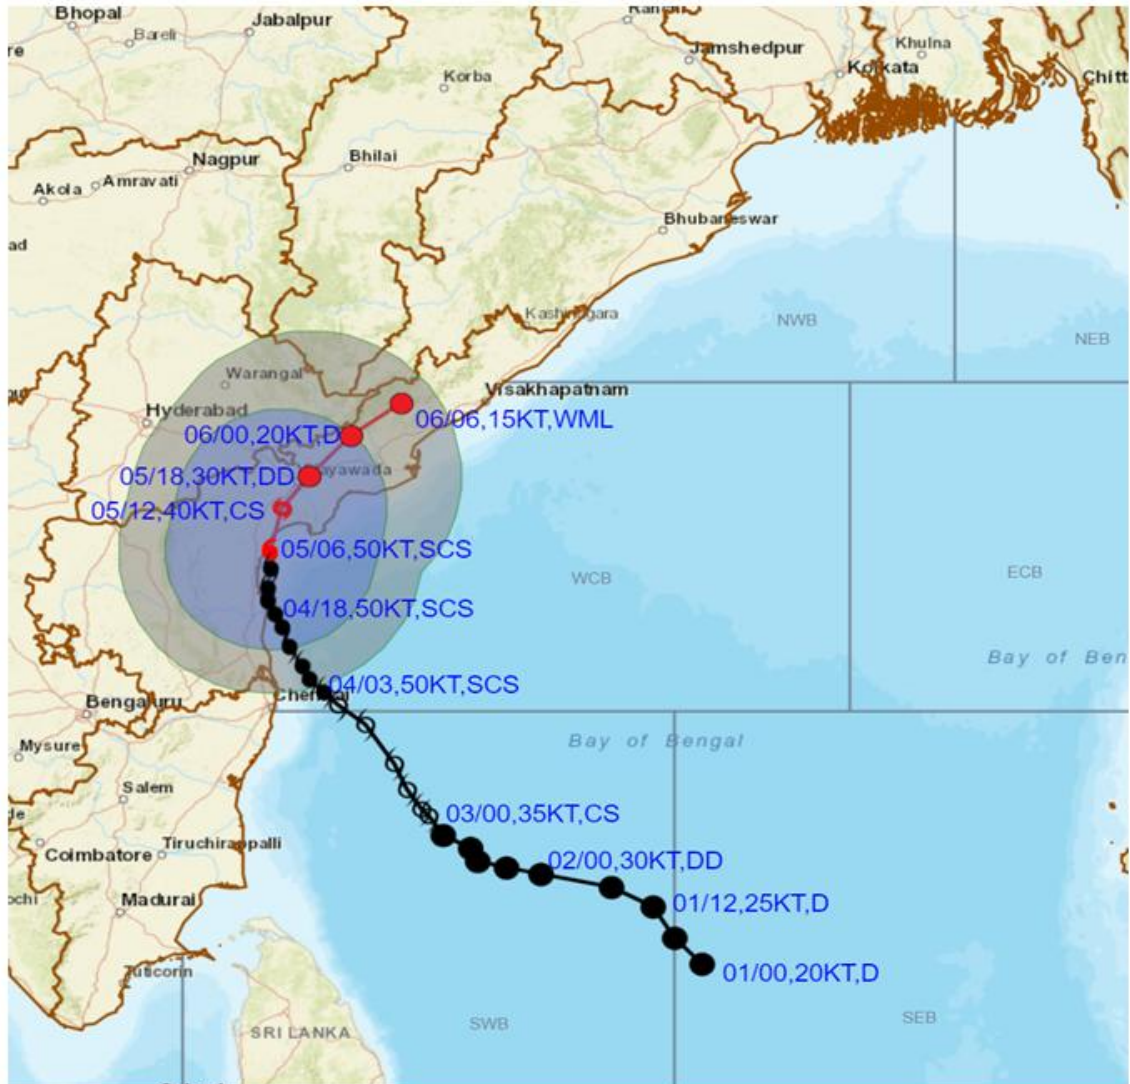 Bhopal
Jabalpur
Bareli
Jamshedpur
Khulna
Kolkata
Korba
Nagpur
Bhilai
Akola
Amravati
Bhubaneswar
NWB
NEB
Warangal
Visakhapatnam
Hyderabad
06/06,15KT,WML
06/00,20KT,D
05/18,30KT,DD
05/12,40KT,CS
05/06,50KT,SCS
WCB
ECB
04/18,50KT,SCS
Bay of Ben
04/03,50KT,SCS
Bengaluru
Bay of Bengal
Mysure
Salem
03/00,35KT,CS
Tiruchirappalli
Coimbatore
02/00,30KT,DD
Madurai
01/12,25KT,D
Tuticorin
01/00,20KT,D
SRI LANKA
SWB
SEB